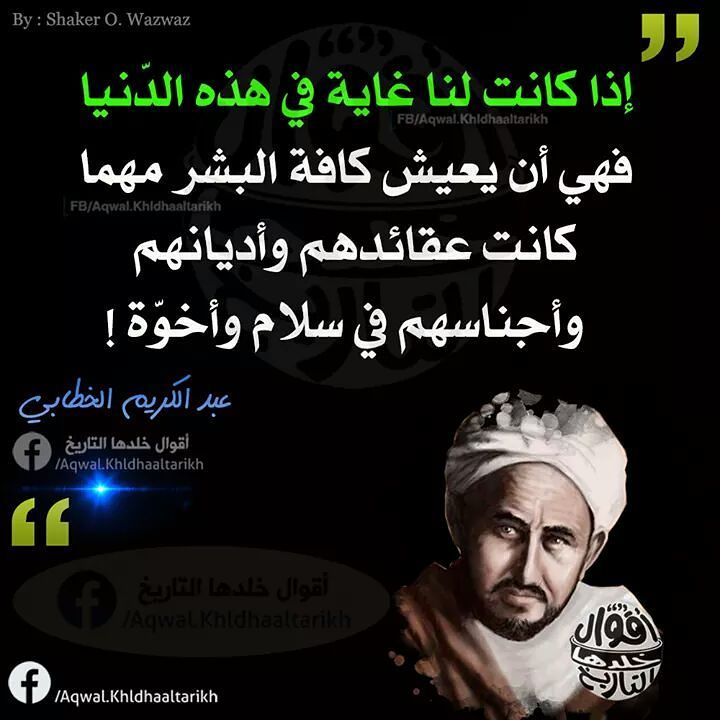 By : Shaker O. Wazwaz
إذا كانت لنا غاية في هذه الدّنيا
FB/Aqwal.Khldhaaltarikh
فهي أن يعيش كافة البشر مهما
FB/Aqwal.Khldhaaltarikh
كانت عقائدهم وأديانهم
وأجناسهم في سلام وأخوّة !
عبد الكريم الخطابي
أقوال خلدها التاريخ
/Aqwal.Khldhaaltarikh
أقوال خلدها التاريخ
/Aqwal.Khldhaaltarikh
أقوال
خلدها
التاريخ
/Aqwal.Khldhaaltarikh